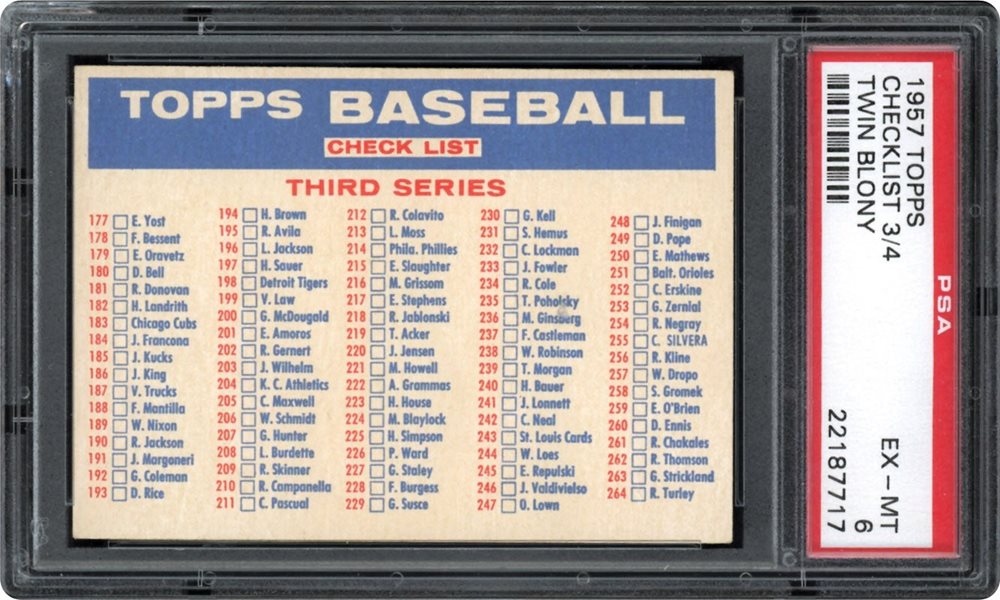 TOPPS BASEBALL
CHECK LIST
THIRD SERIES
177 E. Yost
178 F. Bessent
179 E. Oravetz
180 D. Bell
181 R. Donovan
182 H. Landrith
183 Chicago Cubs
184 J. Francona
185 J. Kucks
186 J. King
187 V. Trucks
188 F. Mantilla
189 W. Nixon
190 R. Jackson
191 J. Margoneri
192 G. Coleman
193 D. Rice
194 H. Brown
195 R. Avila
196 L. Jackson
197 H. Sauer
198 Detroit Tigers
199 V. Law
200 G. McDougald
201 E. Amoros
202 R. Gernert
203 J. Wilhelm
204 K. C. Athletics
205 C. Maxwell
206 W. Schmidt
207 G. Hunter
208 L. Burdette
209 R. Skinner
210 R. Campanella
211 C. Pascual
212 R. Colavito
213 L. Moss
214 Phila. Phillies
215 E. Slaughter
216 M. Grissom
217 E. Stephens
218 R. Jablonski
219 T. Acker
220 J. Jensen
221 M. Howell
222 A. Grammas
223 H. House
224 M. Blaylock
225 H. Simpson
226 P. Ward
227 G. Staley
228 F. Burgess
229 G. Susce
230 G. Kell
231 S. Hemus
232 C. Lockman
233 J. Fowler
234 R. Cole
235 T. Poholsky
236 M. Ginsberg
237 F. Castleman
238 W. Robinson
239 T. Morgan
240 H. Bauer
241 J. Lonnett
242 C. Neal
243 St. Louis Cards
244 W. Loes
245 E. Repulski
246 J. Valdivielso
247 O. Lown
248 J. Finigan
249 D. Pope
250 E. Mathews
251 Balt. Orioles
252 C. Erskine
253 G. Zernial
254 R. Negray
255 C. SILVERA
256 R. Kline
257 W. Dropo
258 S. Gromek
259 E. O'Brien
260 D. Ennis
261 R. Chakales
262 R. Thomson
263 G. Strickland
264 R. Turley
PSA
1957 TOPPS
CHECKLIST 3/4 EX - MT
TWIN BLONY 6
22187717